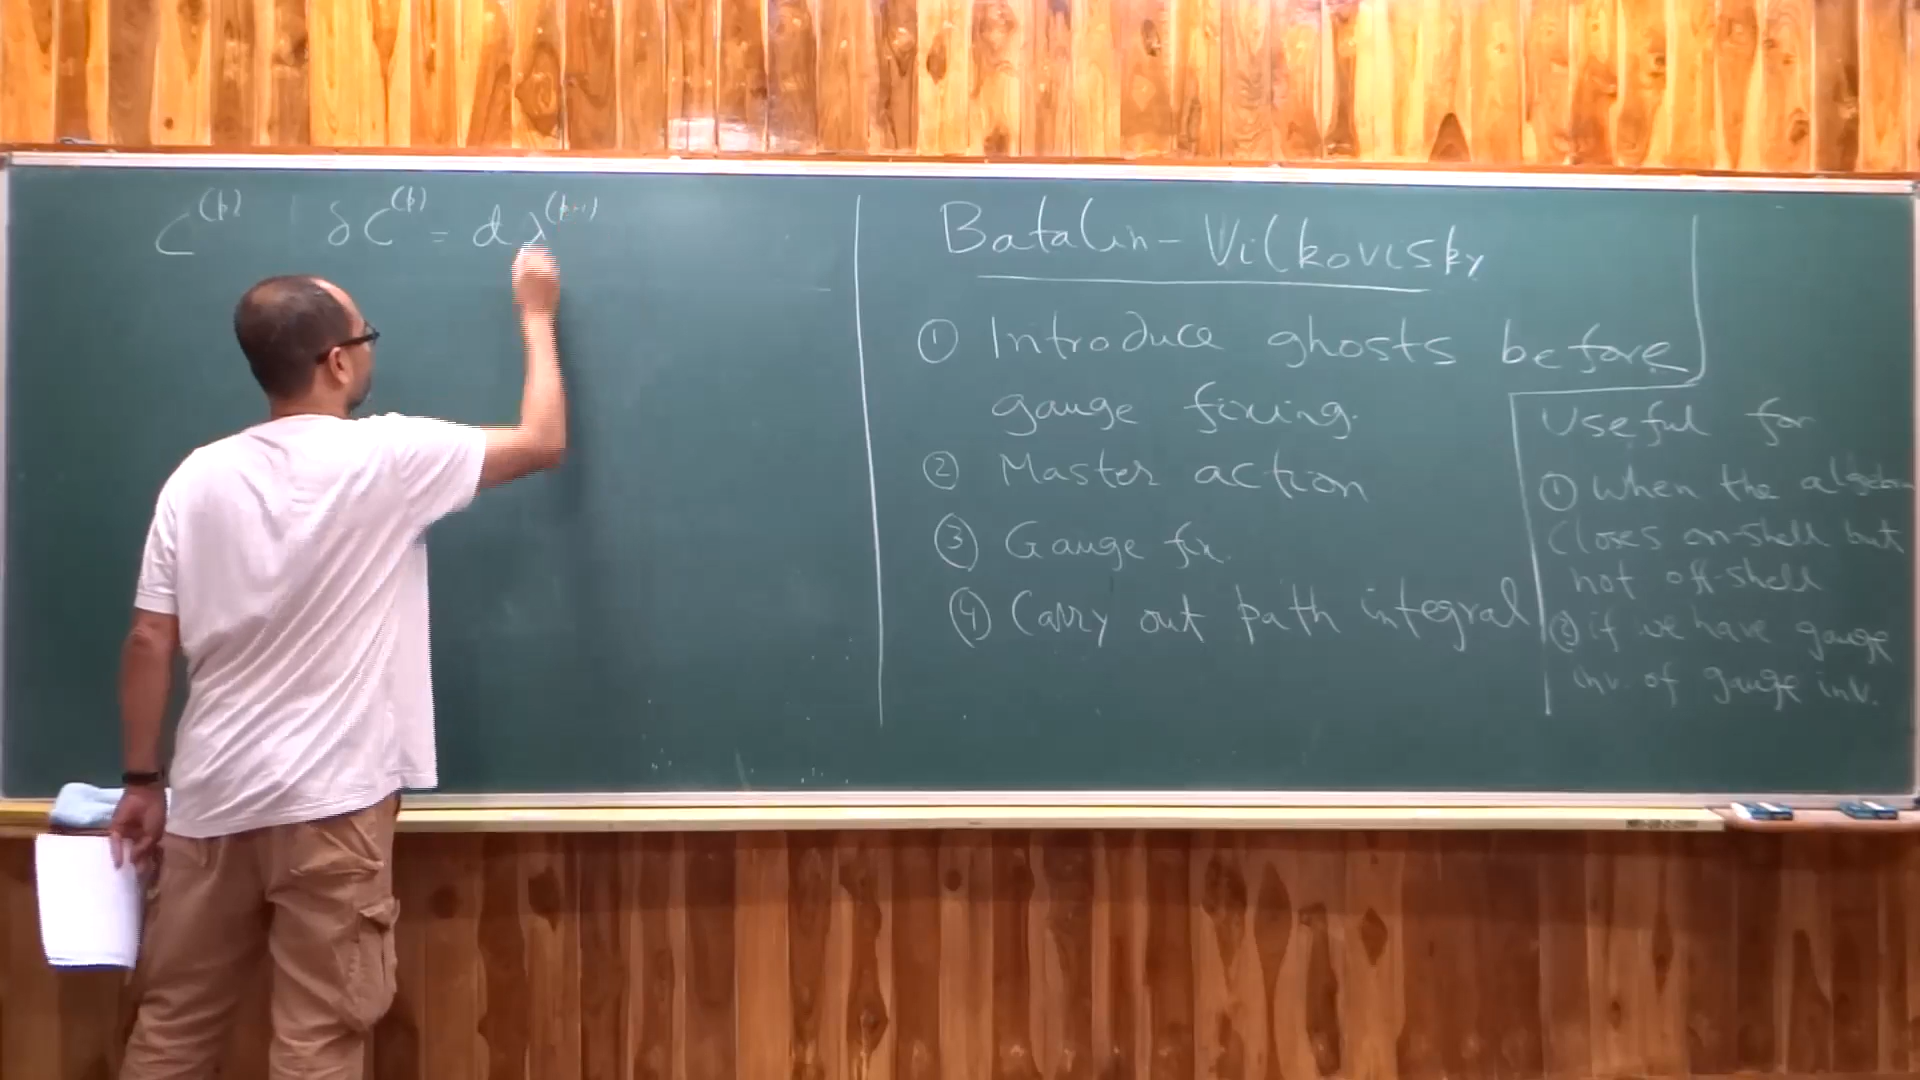 C^(p) δC^(p) = dλ^(p-1)
Batalin-Vilkovisky
① Introduce ghosts before
gauge fixing.
② Master action
③ Gauge fix.
④ Carry out path integral
Useful for
① When the algebra
closes on-shell but
not off-shell
② if we have gauge
inv. of gauge inv.